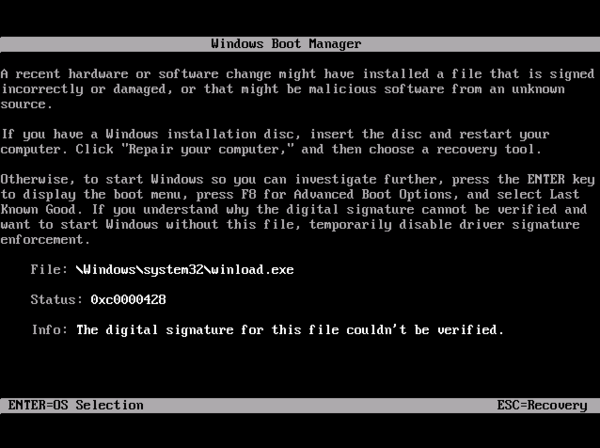 Windows Boot Manager
A recent hardware or software change might have installed a file that is signed
incorrectly or damaged, or that might be malicious software from an unknown
source.
If you have a Windows installation disc, insert the disc and restart your
computer. Click "Repair your computer," and then choose a recovery tool.
Otherwise, to start Windows so you can investigate further, press the ENTER key
to display the boot menu, press F8 for Advanced Boot Options, and select Last
Known Good. If you understand why the digital signature cannot be verified and
want to start Windows without this file, temporarily disable driver signature
enforcement.
File: \Windows\system32\winload.exe
Status: 0xc0000428
Info: The digital signature for this file couldn't be verified.
ENTER=OS Selection ESC=Recovery